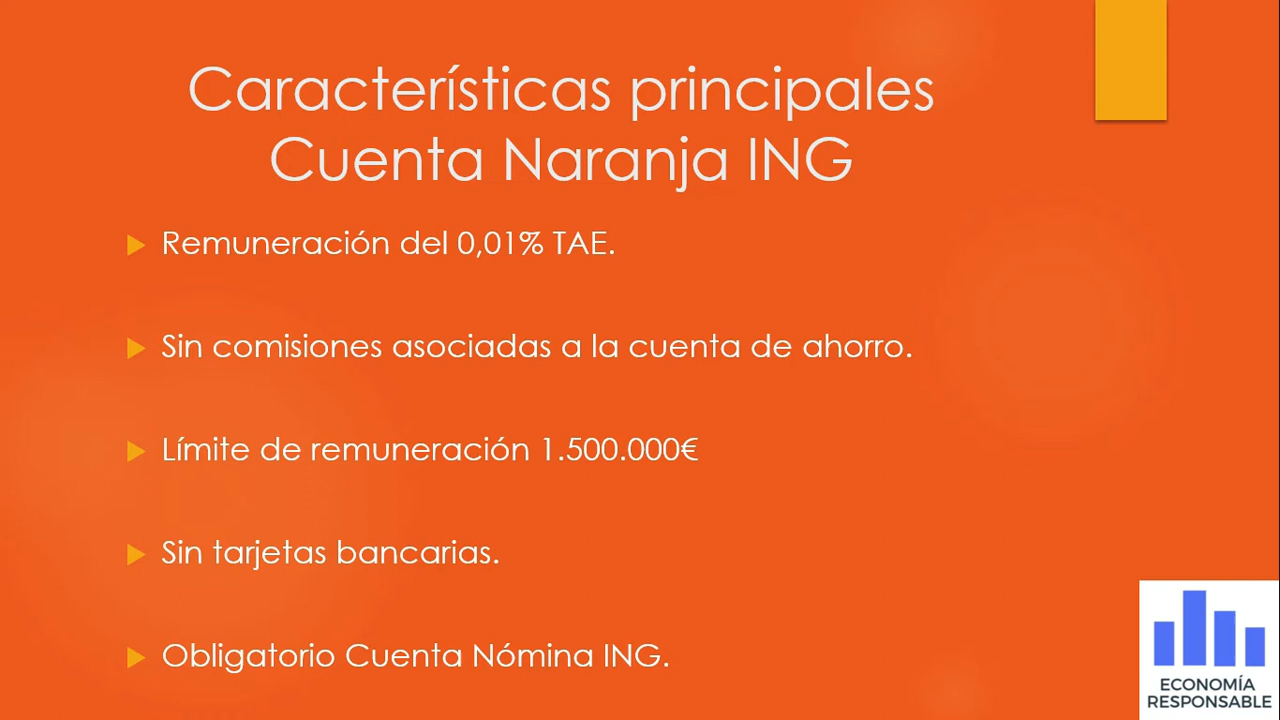 Características principales
Cuenta Naranja ING
Remuneración del 0,01% TAE.
Sin comisiones asociadas a la cuenta de ahorro.
Límite de remuneración 1.500.000€
Sin tarjetas bancarias.
Obligatorio Cuenta Nómina ING.
ECONOMÍA
RESPONSABLE